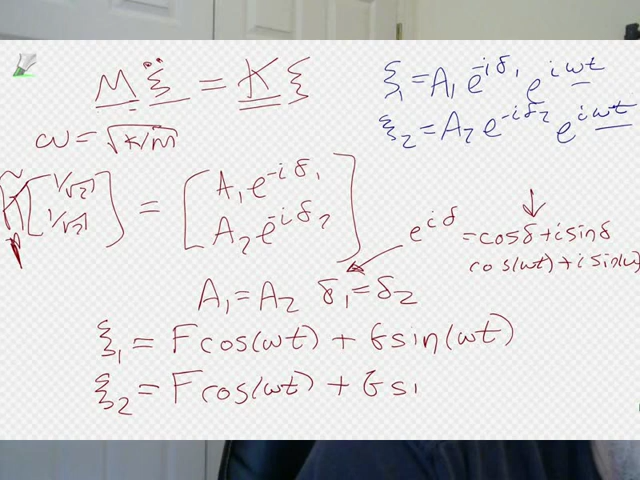 M ξ̈ = K ξ
ξ₁ = A₁ e^{-iδ₁} e^{iωt}
ξ₂ = A₂ e^{-iδ₂} e^{iωt}
ω = √(k/m)
[1/√2 1/√2] = [A₁ e^{-iδ₁} A₂ e^{-iδ₂}]
e^{iδ} = cosδ + i sinδ
cos(ωt) + i sin(ω
A₁ = A₂ δ₁ = δ₂
ξ₁ = F cos(ωt) + G sin(ωt)
ξ₂ = F cos(ωt) + G si